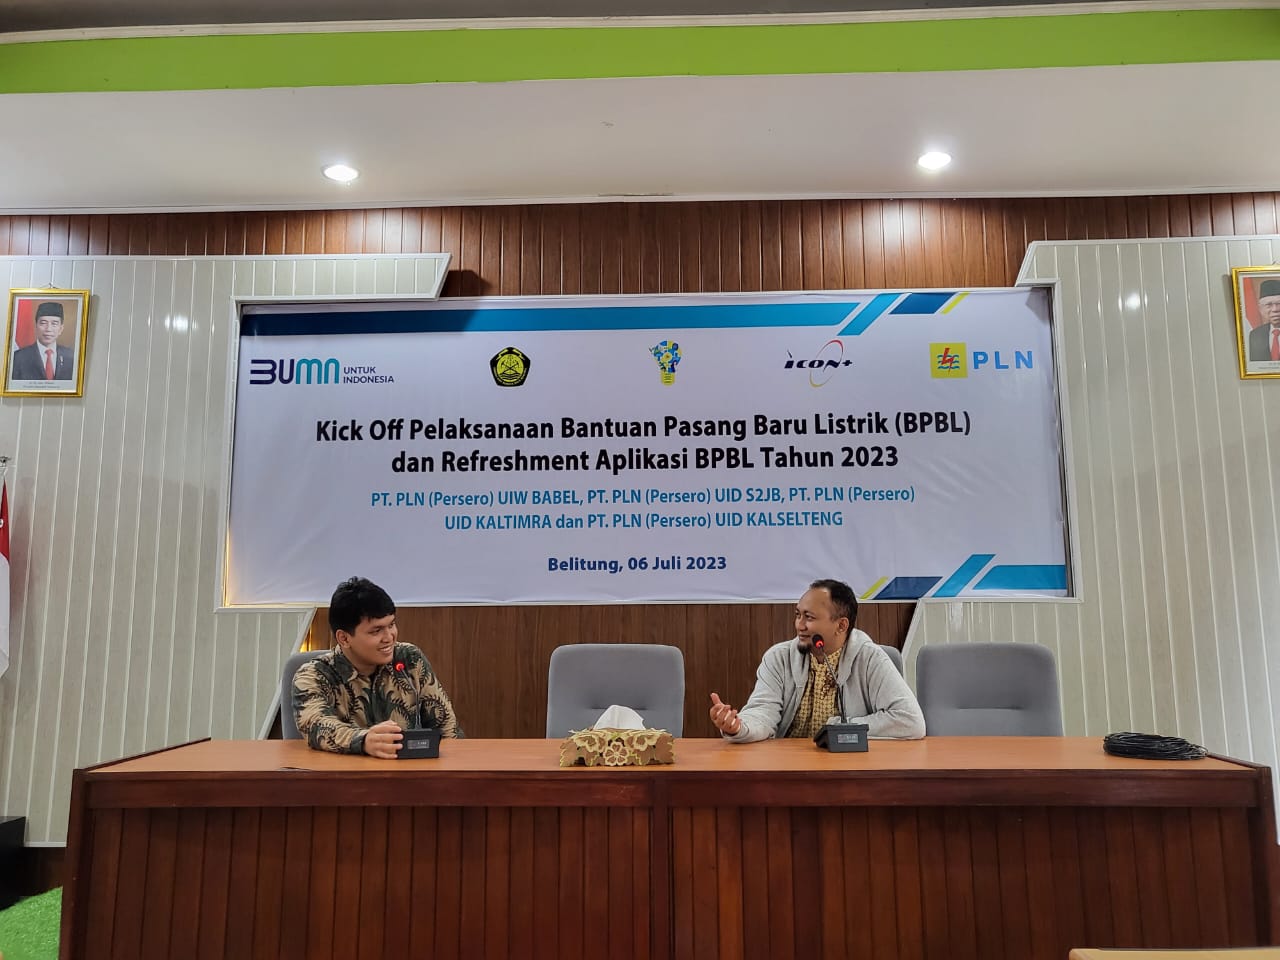 BUMN UNTUK INDONESIA
iCON+
PLN
Kick Off Pelaksanaan Bantuan Pasang Baru Listrik (BPBL)
dan Refreshment Aplikasi BPBL Tahun 2023
PT. PLN (Persero) UIW BABEL, PT. PLN (Persero) UID S2JB, PT. PLN (Persero)
UID KALTIMRA dan PT. PLN (Persero) UID KALSELTENG
Belitung, 06 Juli 2023